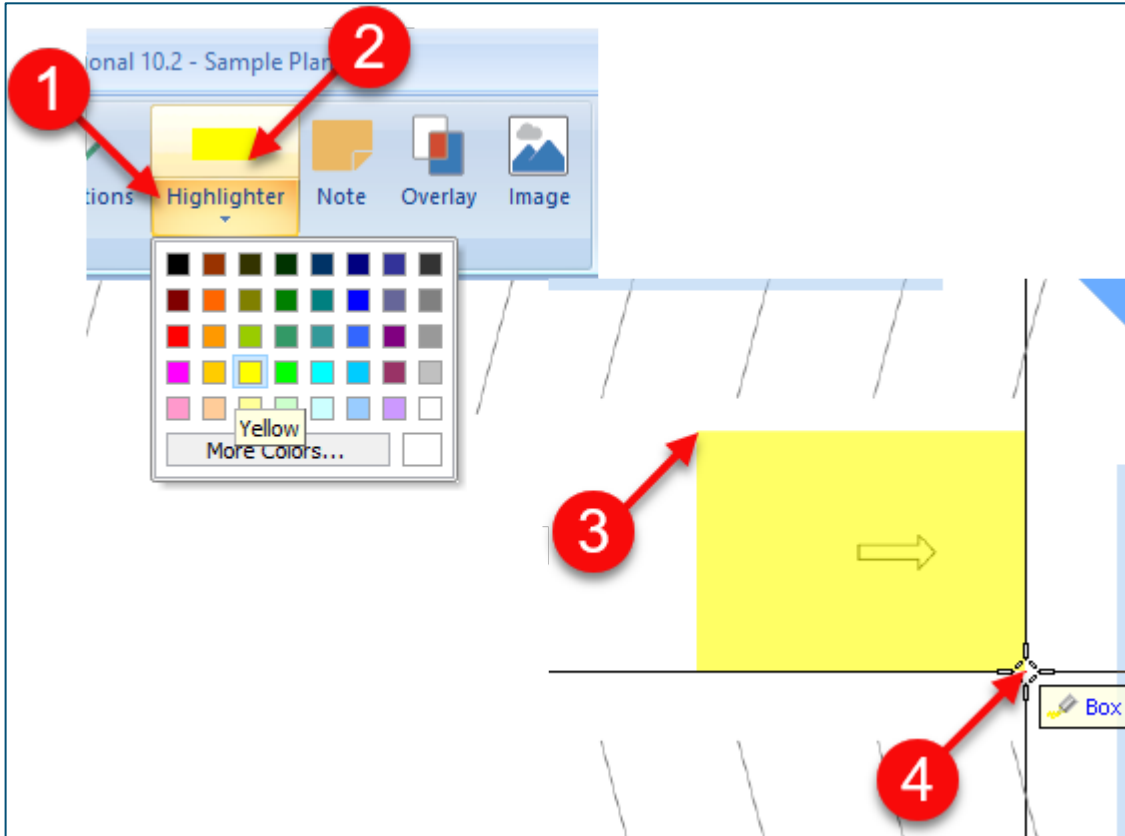 ional 10.2 - Sample Plan
1
2
tions
Highlighter
Note
Overlay
Image
Yellow
More Colors...
3
4
Box